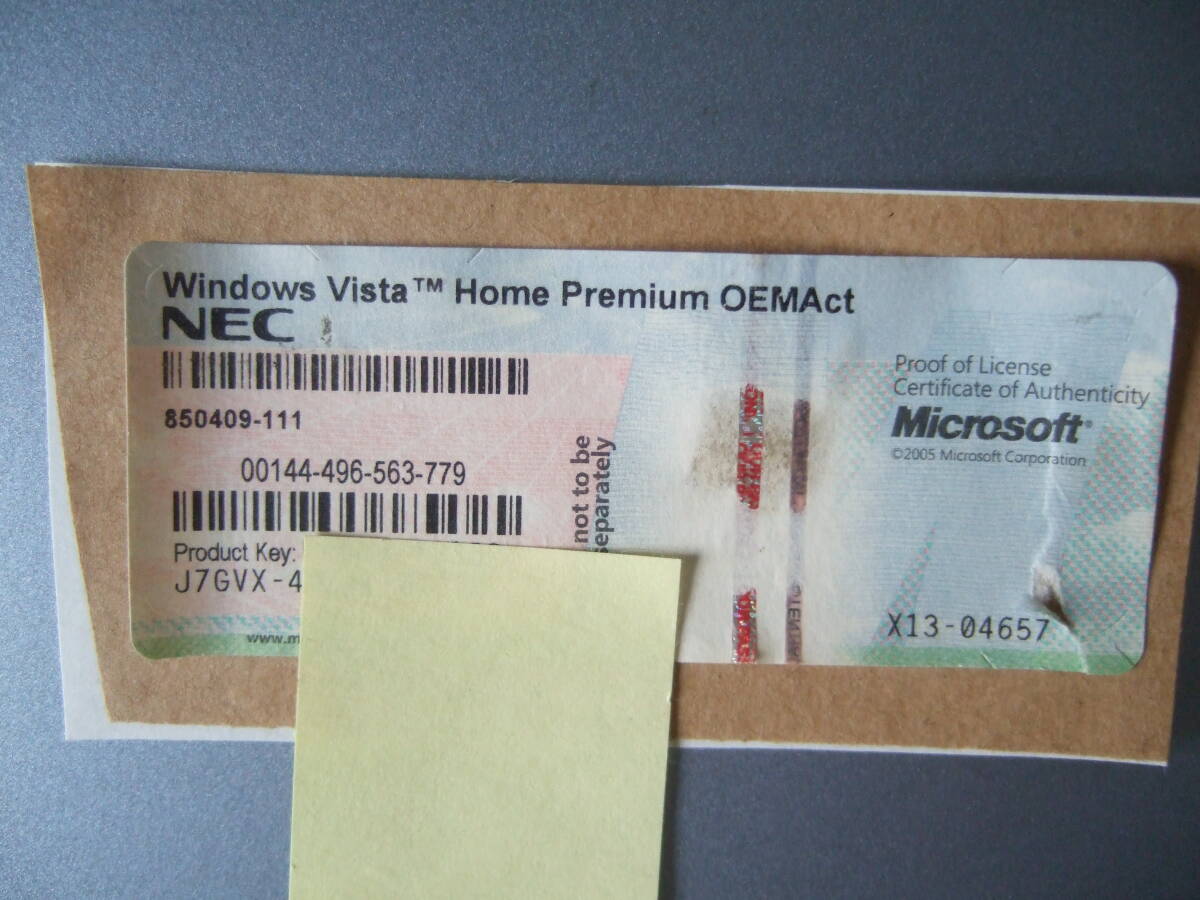 Windows Vista™ Home Premium OEMAct
NEC
850409-111
00144-496-563-779
Product Key:
J7GVX-4
www.m
not to be
separately
Proof of License
Certificate of Authenticity
Microsoft®
©2005 Microsoft Corporation
X13-04657